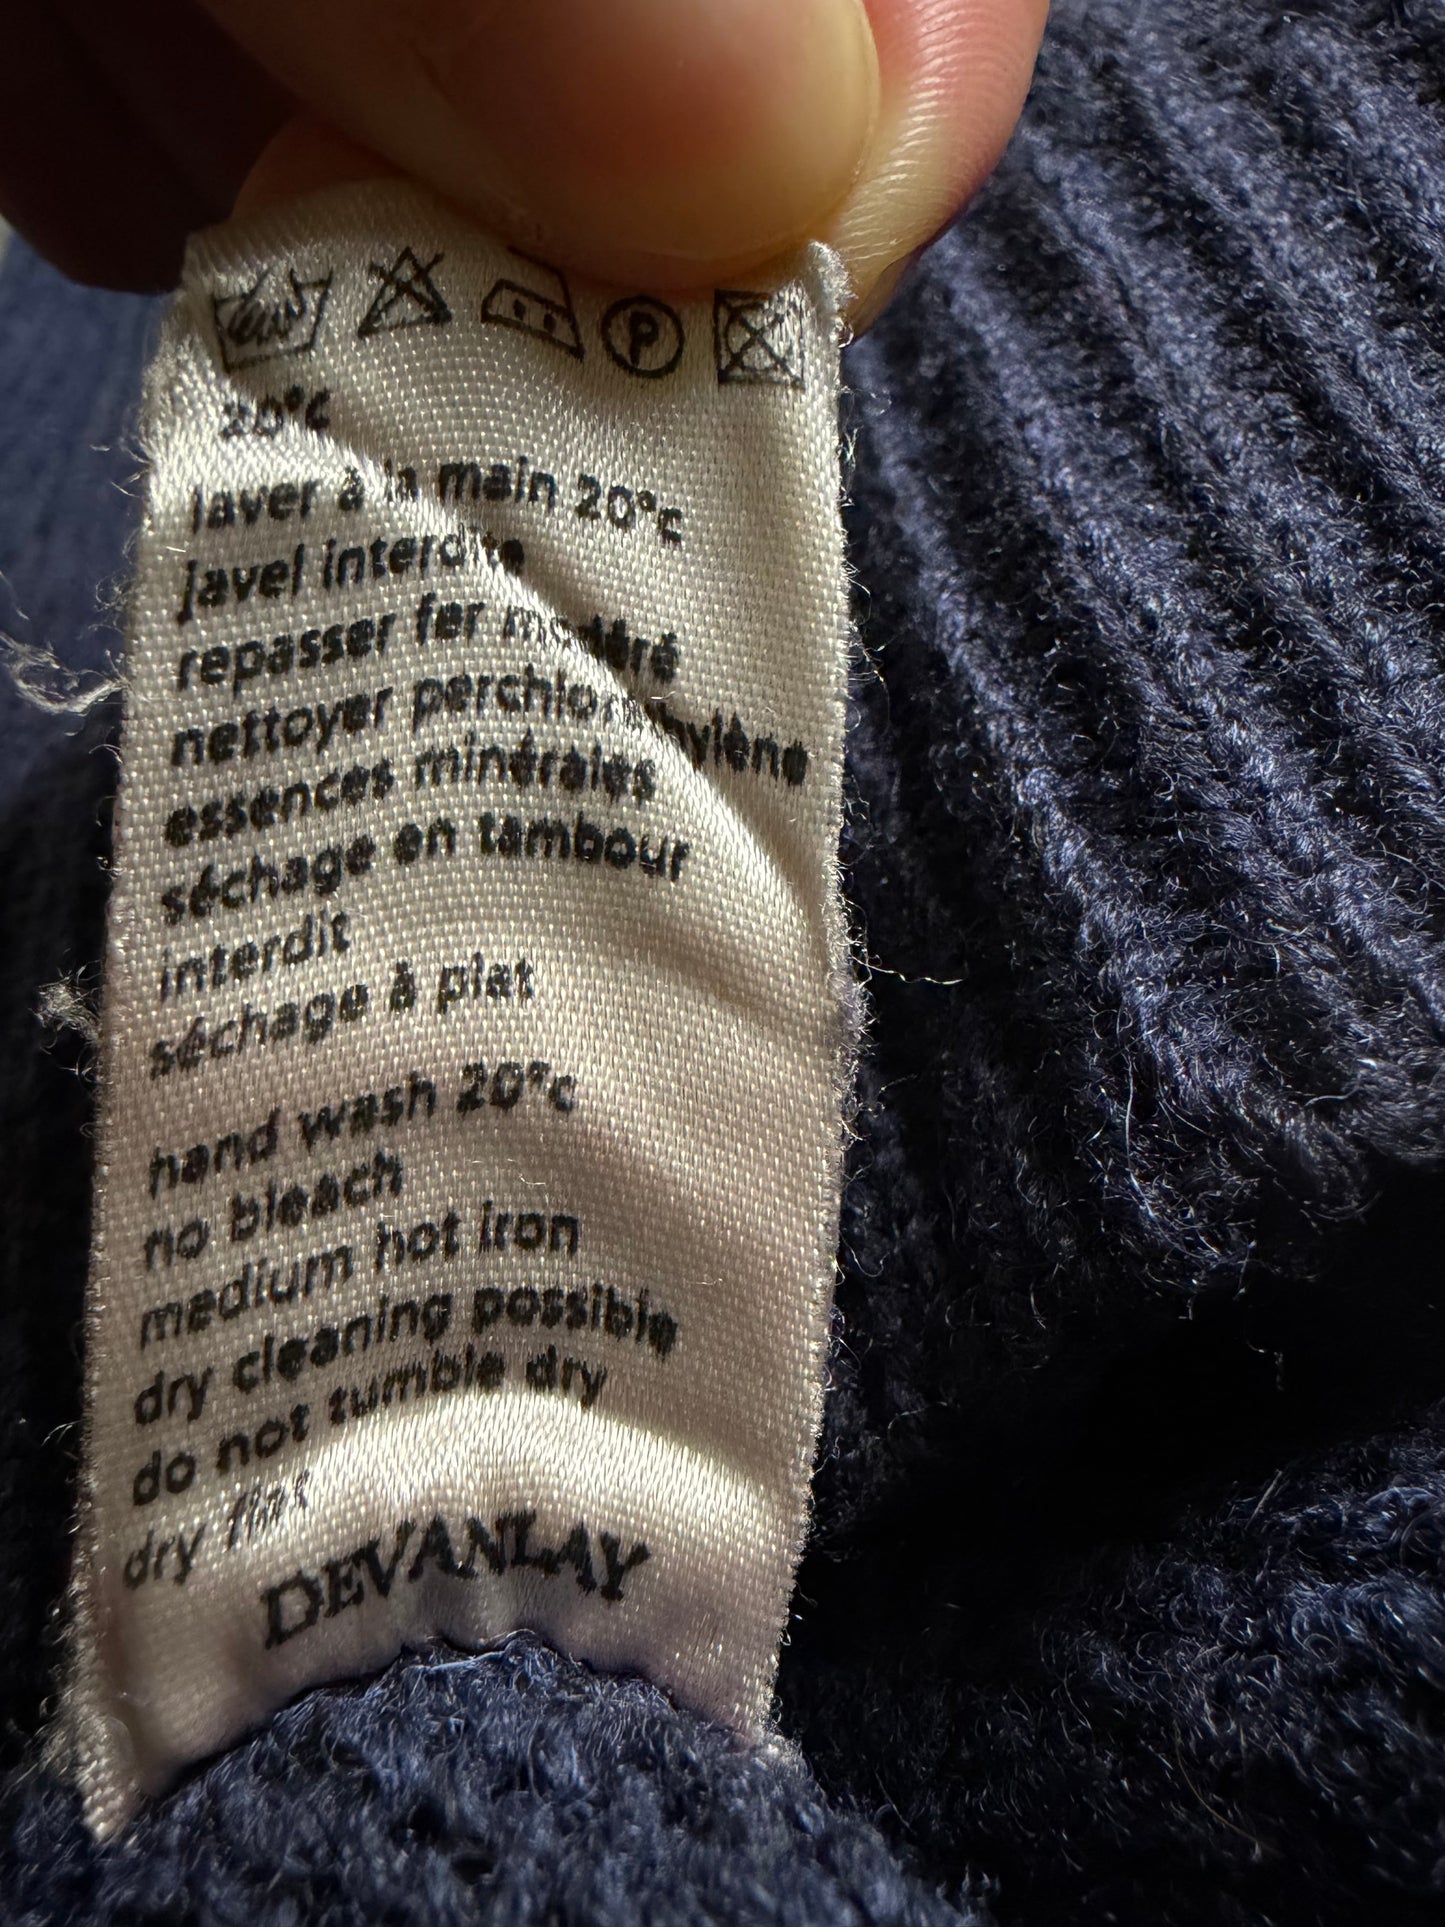 P
20°C
laver à la main 20°c
javel interdite
repasser fer modéré
nettoyer perchloréthylène
essences minérales
séchage en tambour
interdit
séchage à plat
hand wash 20°c
no bleach
medium hot iron
dry cleaning possible
do not tumble dry
dry flat
DEVANLAY